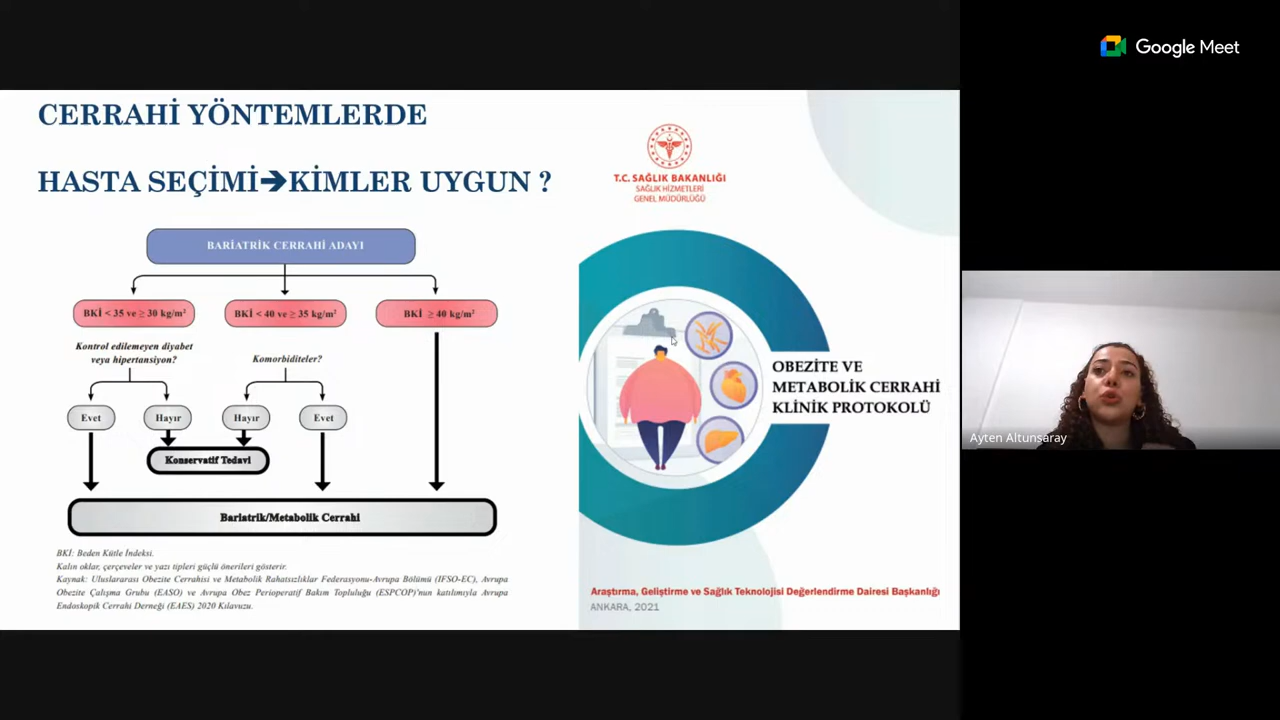 Google Meet
CERRAHİ YÖNTEMLERDE
HASTA SEÇİMİ➔KİMLER UYGUN ?
BARİATRİK CERRAHİ ADAYI
BKİ < 35 ve ≥ 30 kg/m²
BKİ < 40 ve ≥ 35 kg/m²
BKİ ≥ 40 kg/m²
Kontrol edilemeyen diyabet
veya hipertansiyon?
Komorbiditeler?
Evet
Hayır
Hayır
Evet
Konservatif Tedavi
Bariatrik/Metabolik Cerrahi
BKİ: Beden Kütle İndeksi.
Kalın oklar, çerçeveler ve yazı tipleri güçlü önerileri gösterir.
Kaynak: Uluslararası Obezite Cerrahisi ve Metabolik Rahatsızlıklar Federasyonu-Avrupa Bölümü (IFSO-EC), Avrupa
Obezite Çalışma Grubu (EASO) ve Avrupa Obez Perioperatif Bakım Topluluğu (ESPCOP)'nun katılımıyla Avrupa
Endoskopik Cerrahi Derneği (EAES) 2020 Kılavuzu.
T.C. SAĞLIK BAKANLIĞI
SAĞLIK HİZMETLERİ
GENEL MÜDÜRLÜĞÜ
OBEZİTE VE
METABOLİK CERRAHİ
KLİNİK PROTOKOLÜ
Araştırma, Geliştirme ve Sağlık Teknolojisi Değerlendirme Dairesi Başkanlığı
ANKARA, 2021
Ayten Altunsaray